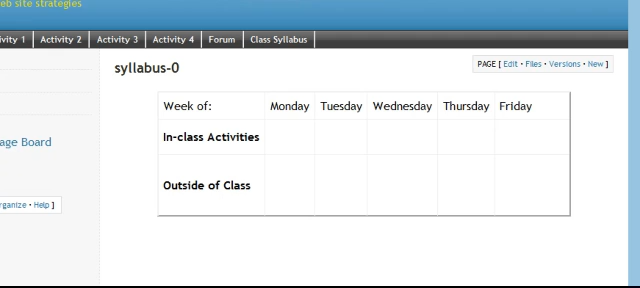 eb site strategies
ivity 1 Activity 2 Activity 3 Activity 4 Forum Class Syllabus
syllabus-0
PAGE [ Edit • Files • Versions • New ]
Week of: Monday Tuesday Wednesday Thursday Friday
In-class Activities
age Board
Outside of Class
rganize • Help ]